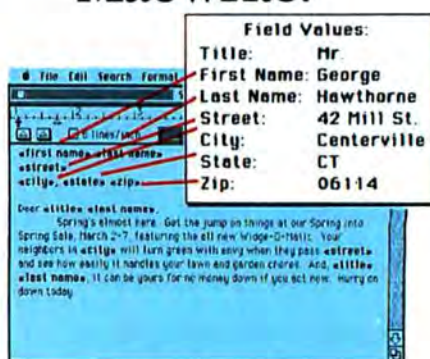 Field Values:
Title: Mr.
First Name: George
Last Name: Hawthorne
Street: 42 Mill St.
City: Centerville
State: CT
Zip: 06114
File Edit Search Format
6 lines/inch
«first name» «last name»
«street»
«city», «state» «zip»
Dear «title» «last name»,
Spring's almost here. Get the jump on things at our Spring into
Spring Sale, March 2-7, featuring the all new Widge-O-Matic. Your
neighbors in «city» will turn green with envy when they pass «street»
and see how easily it handles your lawn and garden chores. And, «title»
«last name», it can be yours for no money down if you act now. Hurry on
down today.